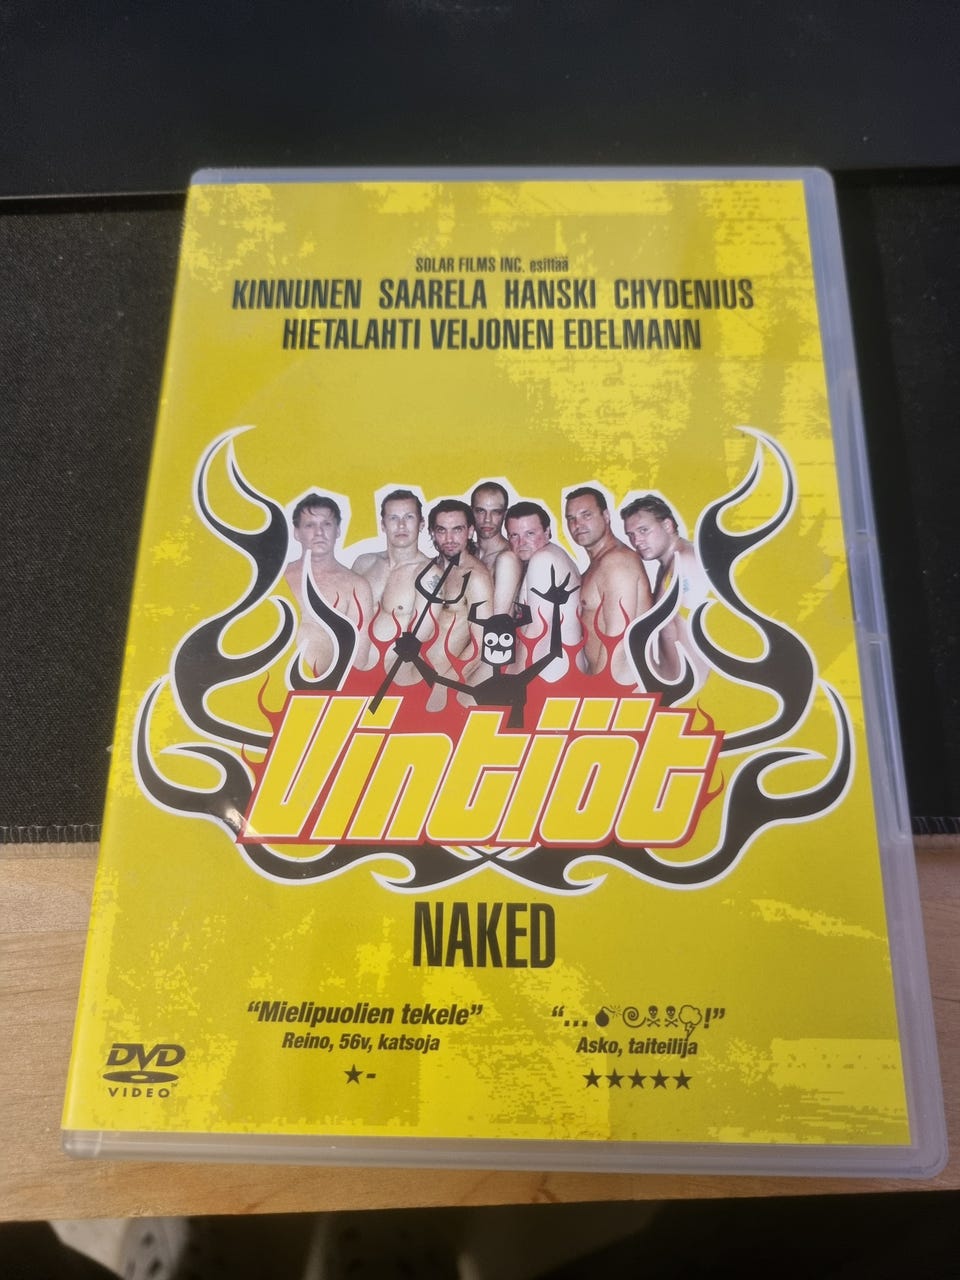 SOLAR FILMS INC. esittää
KINNUNEN SAARELA HANSKI CHYDENIUS
HIETALAHTI VEIJONEN EDELMANN
Vintiöt
NAKED
“Mielipuolien tekele”
Reino, 56v, katsoja
★-
“...💣🌀☠☠🗯!”
Asko, taiteilija
★★★★★
DVD
VIDEO™